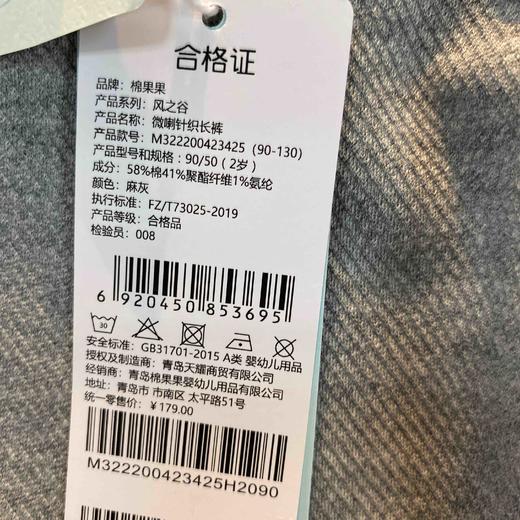 合格证
品牌：棉果果
产品系列：风之谷
产品名称：微喇针织长裤
产品款号：M322200423425（90-130）
产品型号和规格：90/50（2岁）
成分：58%棉41%聚酯纤维1%氨纶
颜色：麻灰
执行标准：FZ/T73025-2019
产品等级：合格品
检验员：008
6 920450 853695
30
安全标准：GB31701-2015 A类 婴幼儿用品
授权及制造商：青岛天耀商贸有限公司
经销商：青岛棉果果婴幼儿用品有限公司
地址：青岛市 市南区 太平路51号
统一零售价：￥179.00
M322200423425H2090